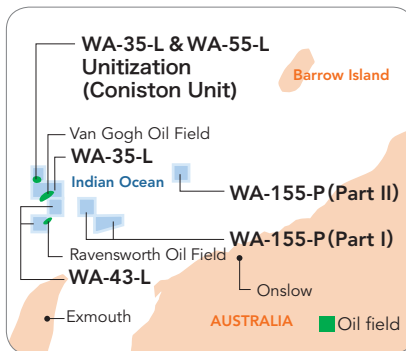 WA-35-L & WA-55-L
Unitization
(Coniston Unit)
Barrow Island
Van Gogh Oil Field
WA-35-L
Indian Ocean
WA-155-P (Part II)
WA-155-P (Part I)
Ravensworth Oil Field
WA-43-L
Onslow
Exmouth
AUSTRALIA
Oil field